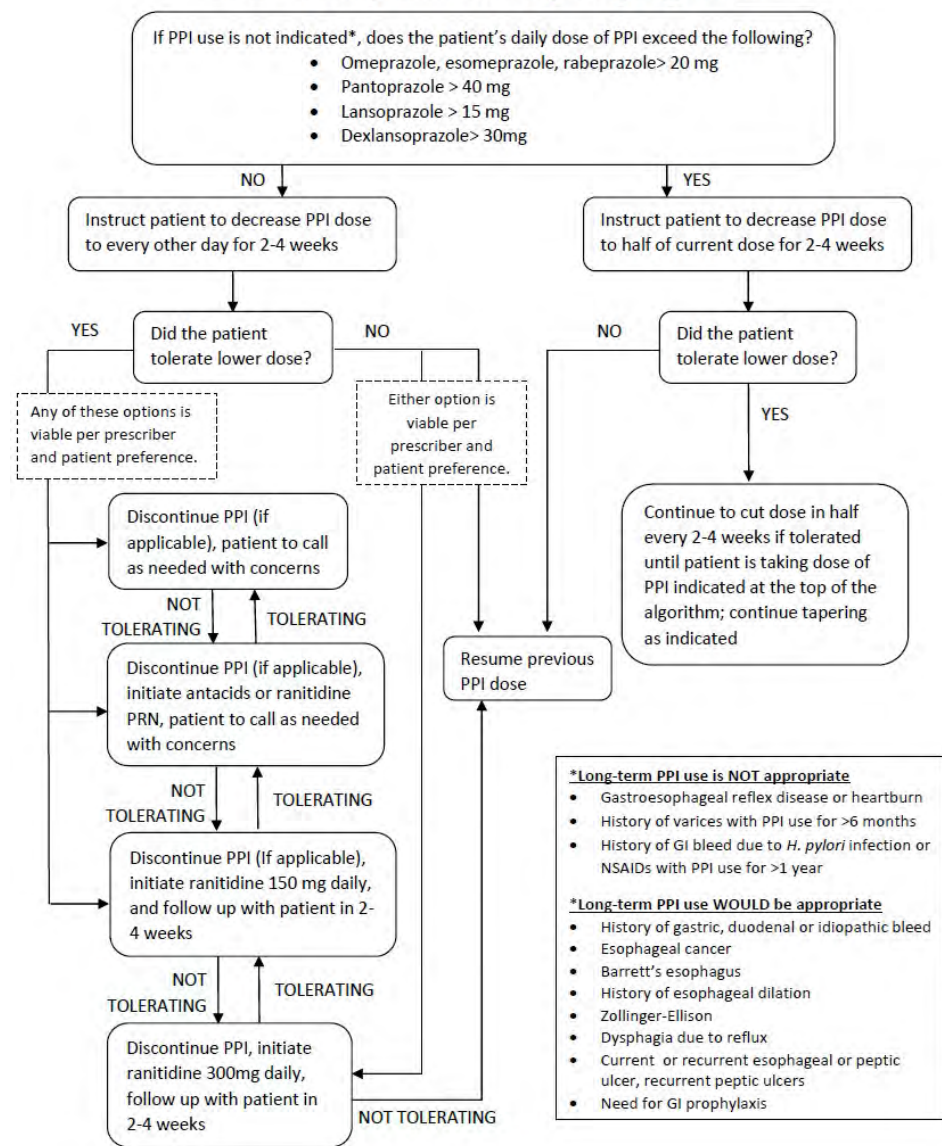 If PPI use is not indicated*, does the patient's daily dose of PPI exceed the following?
• Omeprazole, esomeprazole, rabeprazole> 20 mg
• Pantoprazole > 40 mg
• Lansoprazole > 15 mg
• Dexlansoprazole> 30mg
NO
YES
Instruct patient to decrease PPI dose
to every other day for 2-4 weeks
Instruct patient to decrease PPI dose
to half of current dose for 2-4 weeks
YES
Did the patient
tolerate lower dose?
NO
NO
Did the patient
tolerate lower dose?
YES
Any of these options is
viable per prescriber
and patient preference.
Either option is
viable per
prescriber and
patient preference.
Discontinue PPI (if
applicable), patient to call
as needed with concerns
Continue to cut dose in half
every 2-4 weeks if tolerated
until patient is taking dose of
PPI indicated at the top of the
algorithm; continue tapering
as indicated
NOT
TOLERATING
TOLERATING
Discontinue PPI (if applicable),
initiate antacids or ranitidine
PRN, patient to call as needed
with concerns
Resume previous
PPI dose
NOT
TOLERATING
TOLERATING
Discontinue PPI (If applicable),
initiate ranitidine 150 mg daily,
and follow up with patient in 2-
4 weeks
NOT
TOLERATING
TOLERATING
Discontinue PPI, initiate
ranitidine 300mg daily,
follow up with patient in
2-4 weeks
NOT TOLERATING
*Long-term PPI use is NOT appropriate
• Gastroesophageal reflex disease or heartburn
• History of varices with PPI use for >6 months
• History of GI bleed due to H. pylori infection or
NSAIDs with PPI use for >1 year
*Long-term PPI use WOULD be appropriate
• History of gastric, duodenal or idiopathic bleed
• Esophageal cancer
• Barrett's esophagus
• History of esophageal dilation
• Zollinger-Ellison
• Dysphagia due to reflux
• Current or recurrent esophageal or peptic
ulcer, recurrent peptic ulcers
• Need for GI prophylaxis